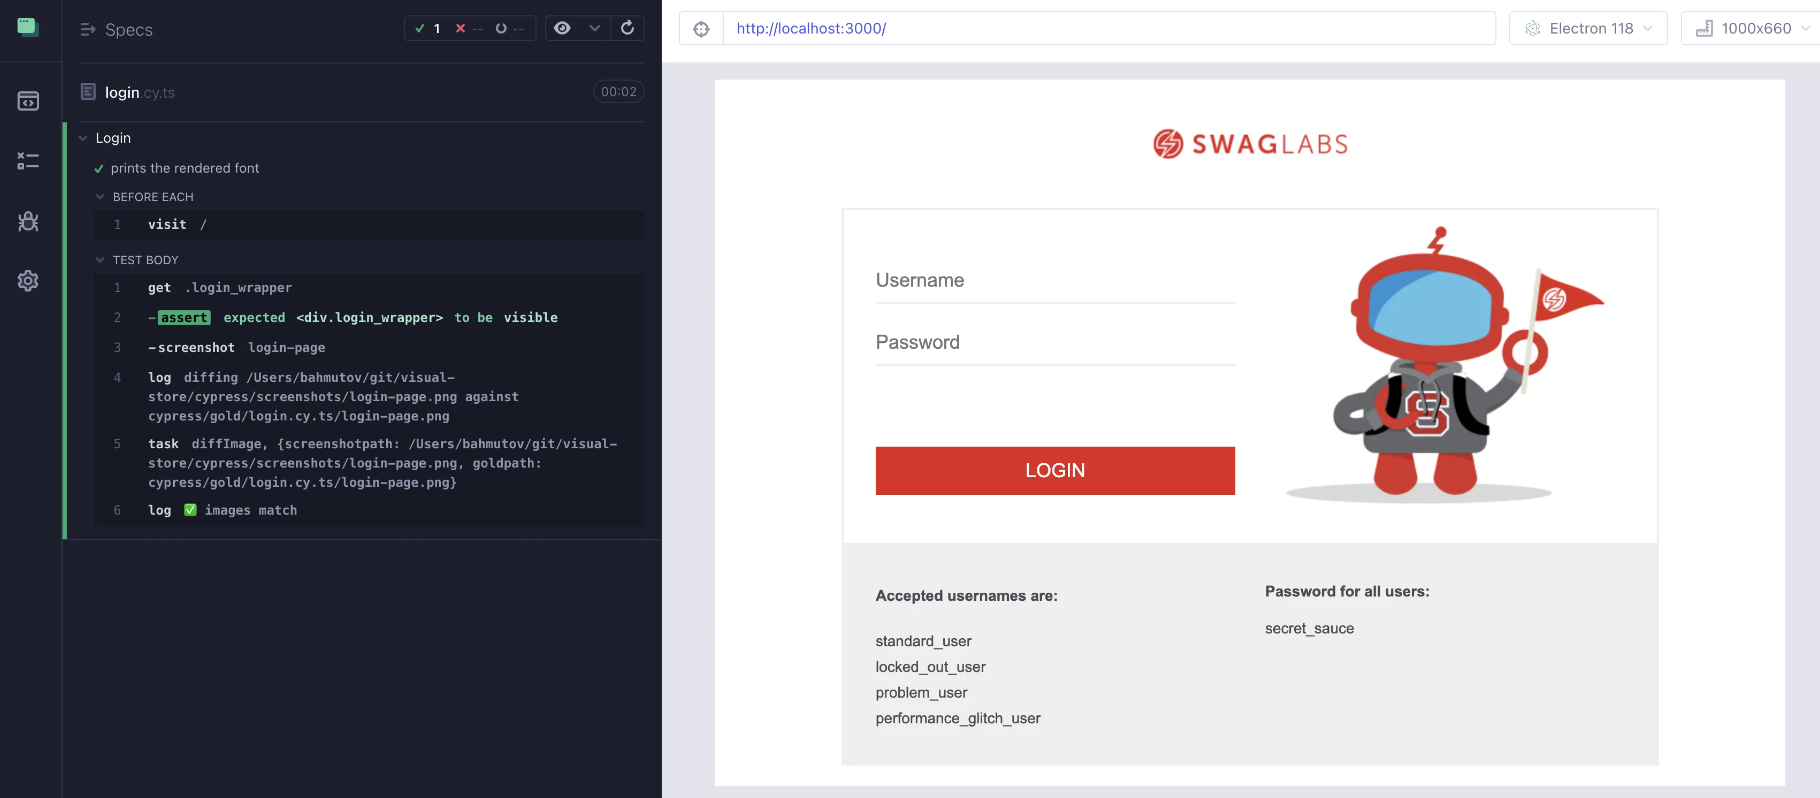 Specs
1 -- --
login.cy.ts
00:02
Login
prints the rendered font
BEFORE EACH
1 visit /
TEST BODY
1 get .login_wrapper
2 -assert expected <div.login_wrapper> to be visible
3 -screenshot login-page
4 log diffing /Users/bahmutov/git/visual-
store/cypress/screenshots/login-page.png against
cypress/gold/login.cy.ts/login-page.png
5 task diffImage, {screenshotpath: /Users/bahmutov/git/visual-
store/cypress/screenshots/login-page.png, goldpath:
cypress/gold/login.cy.ts/login-page.png}
6 log ✅ images match
http://localhost:3000/
Electron 118
1000x660
SWAGLABS
Username
Password
LOGIN
S
Accepted usernames are:
standard_user
locked_out_user
problem_user
performance_glitch_user
Password for all users:
secret_sauce